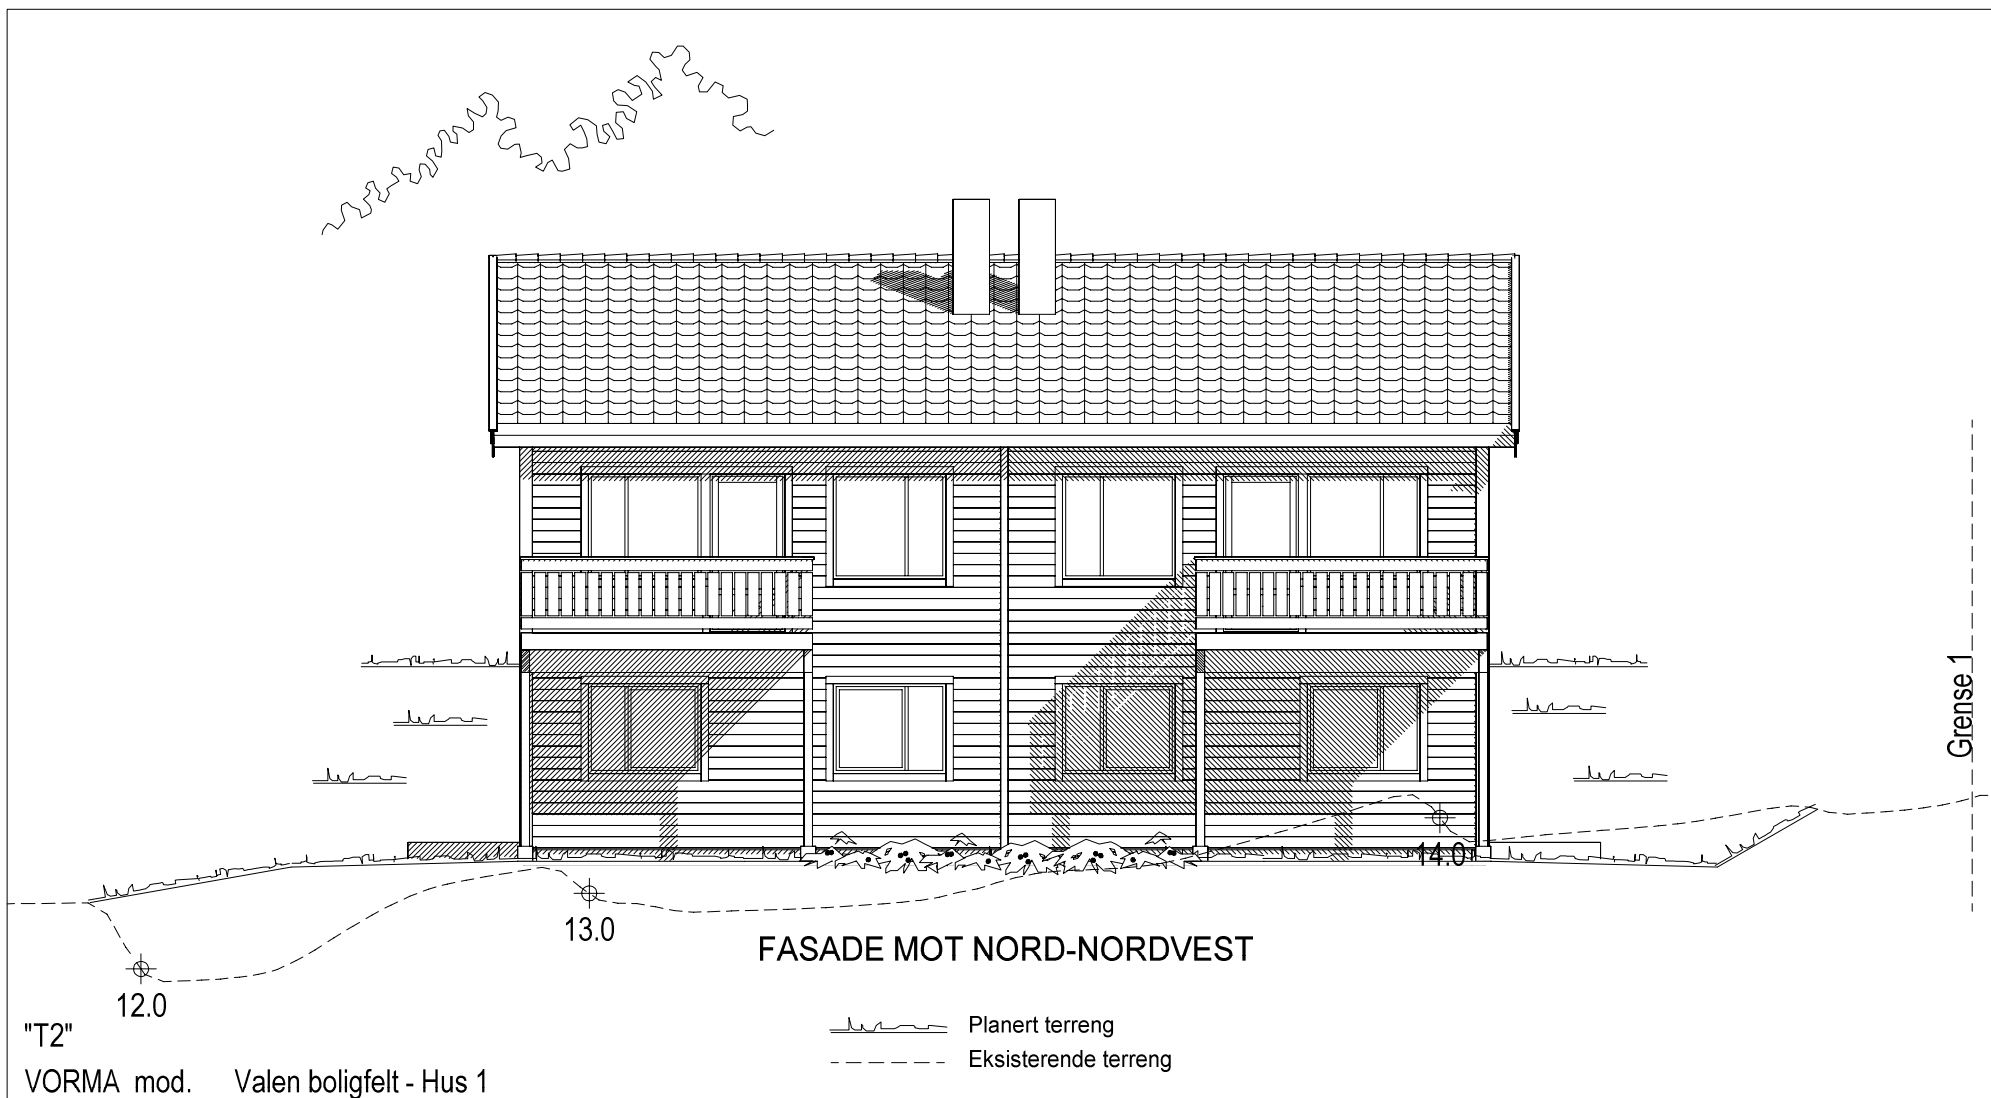 Grense 1
14.0
13.0
FASADE MOT NORD-NORDVEST
12.0
"T2"
Planert terreng
Eksisterende terreng
VORMA mod. Valen boligfelt - Hus 1